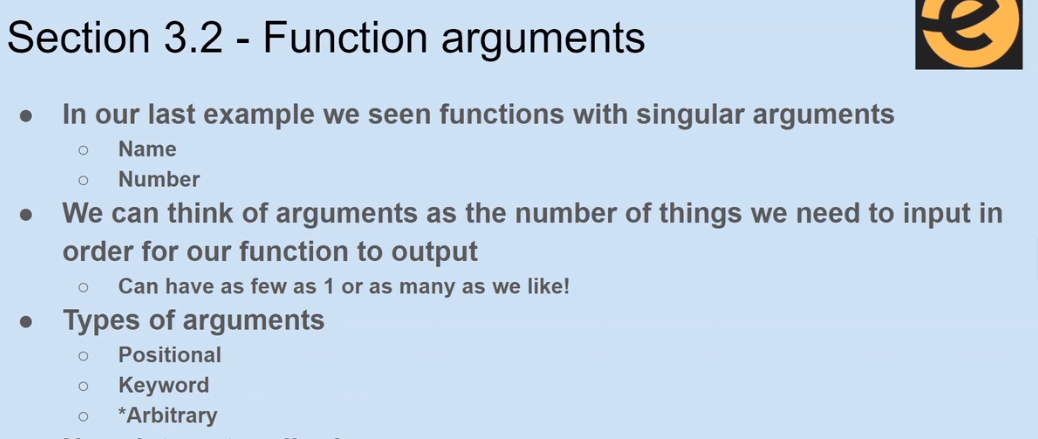 Section 3.2 - Function arguments
● In our last example we seen functions with singular arguments
○ Name
○ Number
● We can think of arguments as the number of things we need to input in
order for our function to output
○ Can have as few as 1 or as many as we like!
● Types of arguments
○ Positional
○ Keyword
○ *Arbitrary